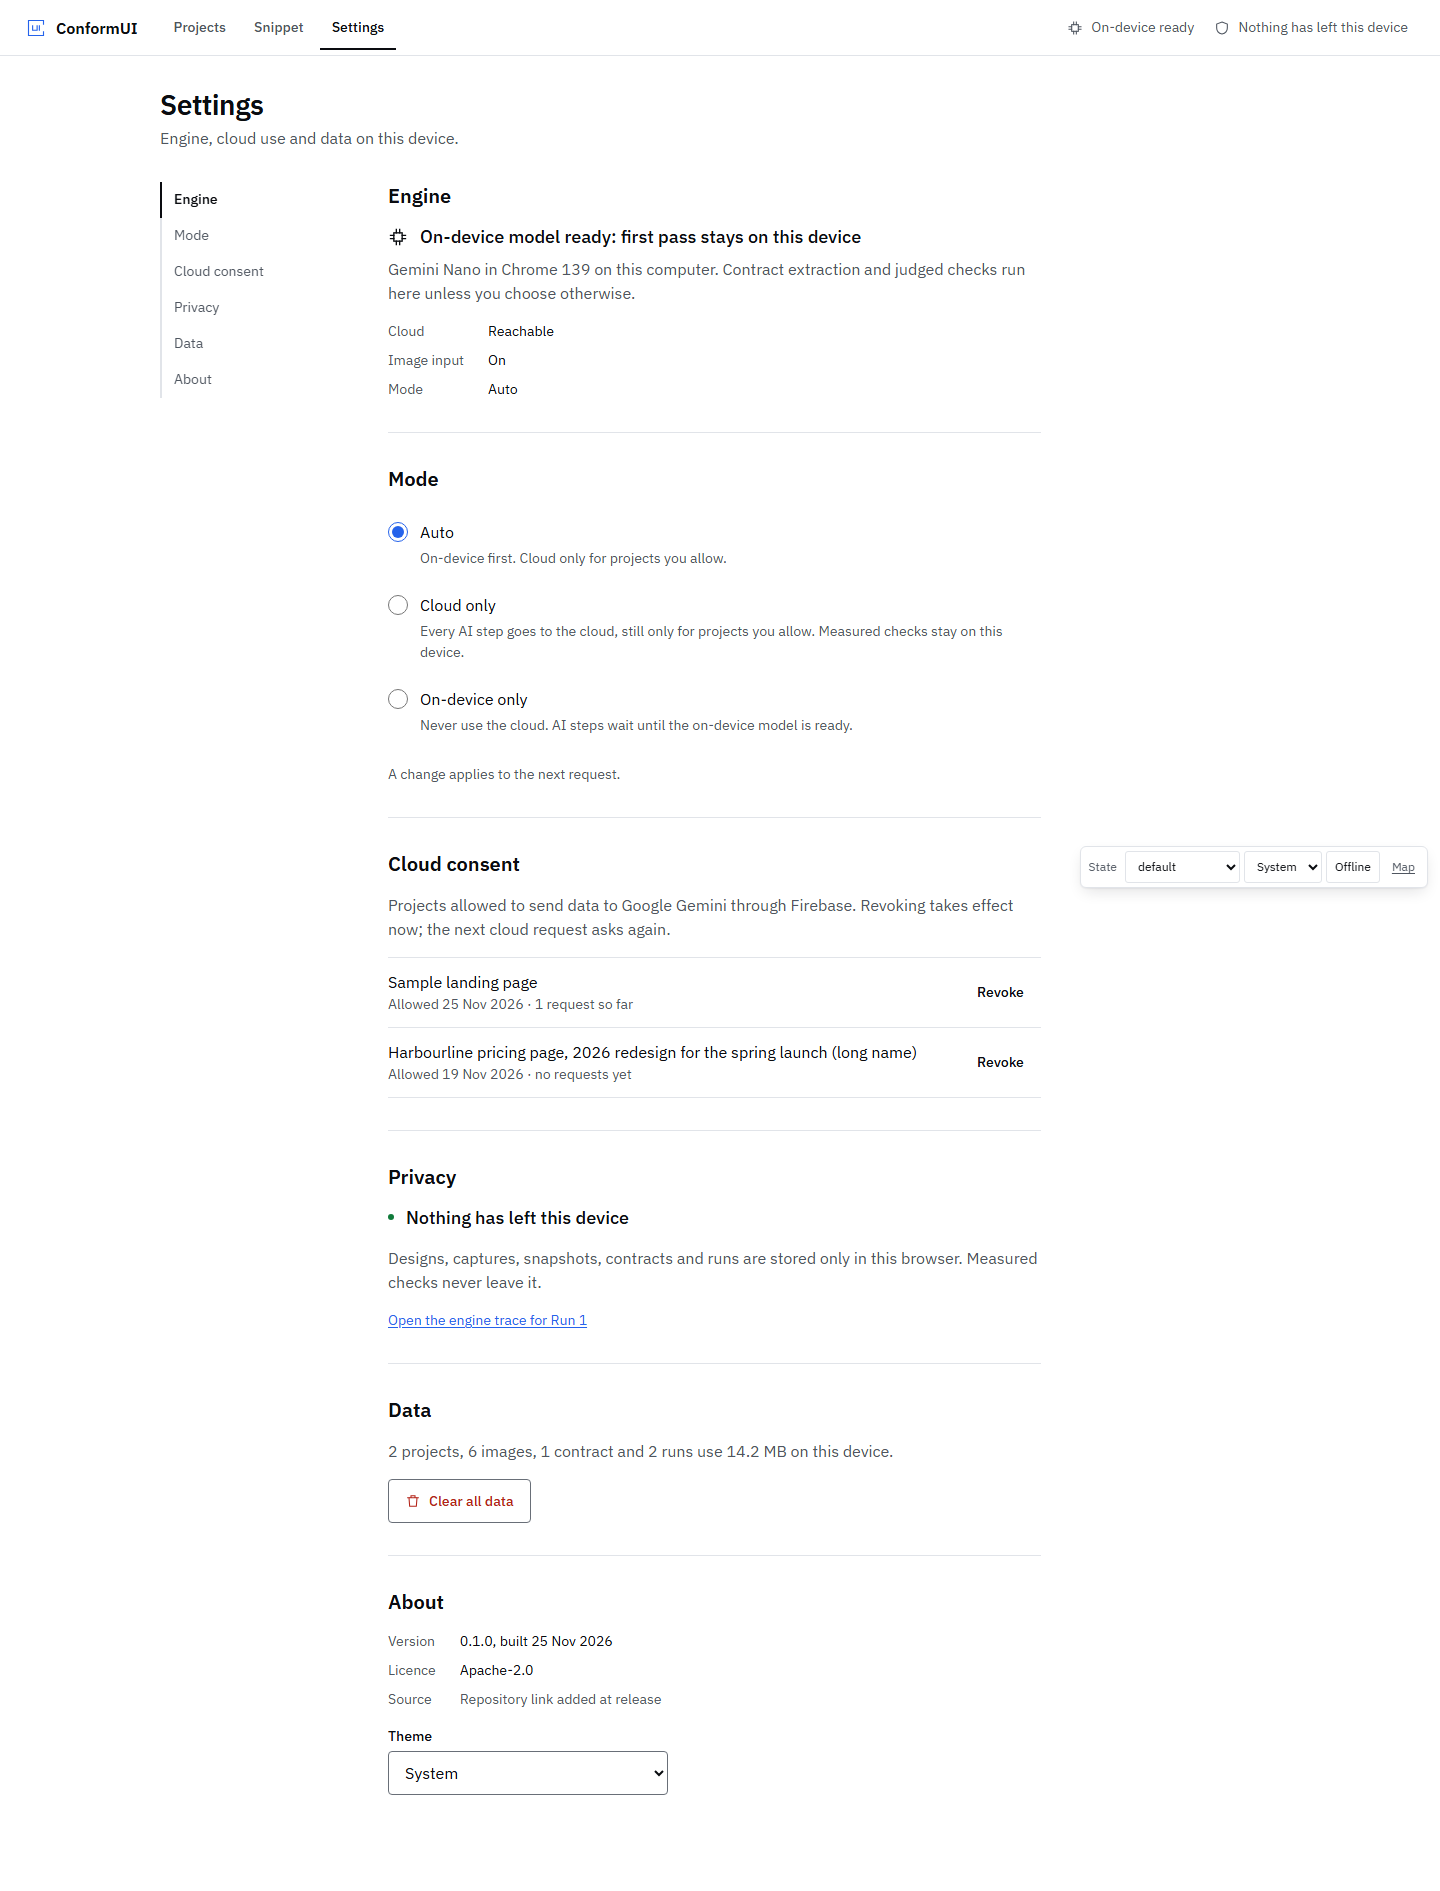 ConformUI
Projects
Snippet
Settings
On-device ready
Nothing has left this device
Settings
Engine, cloud use and data on this device.
Engine
Mode
Cloud consent
Privacy
Data
About
Engine
On-device model ready: first pass stays on this device
Gemini Nano in Chrome 139 on this computer. Contract extraction and judged checks run
here unless you choose otherwise.
Cloud Reachable
Image input On
Mode Auto
Mode
Auto
On-device first. Cloud only for projects you allow.
Cloud only
Every AI step goes to the cloud, still only for projects you allow. Measured checks stay on this
device.
On-device only
Never use the cloud. AI steps wait until the on-device model is ready.
A change applies to the next request.
Cloud consent
State default System Offline Map
Projects allowed to send data to Google Gemini through Firebase. Revoking takes effect
now; the next cloud request asks again.
Sample landing page
Allowed 25 Nov 2026 · 1 request so far
Revoke
Harbourline pricing page, 2026 redesign for the spring launch (long name)
Allowed 19 Nov 2026 · no requests yet
Revoke
Privacy
Nothing has left this device
Designs, captures, snapshots, contracts and runs are stored only in this browser. Measured
checks never leave it.
Open the engine trace for Run 1
Data
2 projects, 6 images, 1 contract and 2 runs use 14.2 MB on this device.
Clear all data
About
Version 0.1.0, built 25 Nov 2026
Licence Apache-2.0
Source Repository link added at release
Theme
System